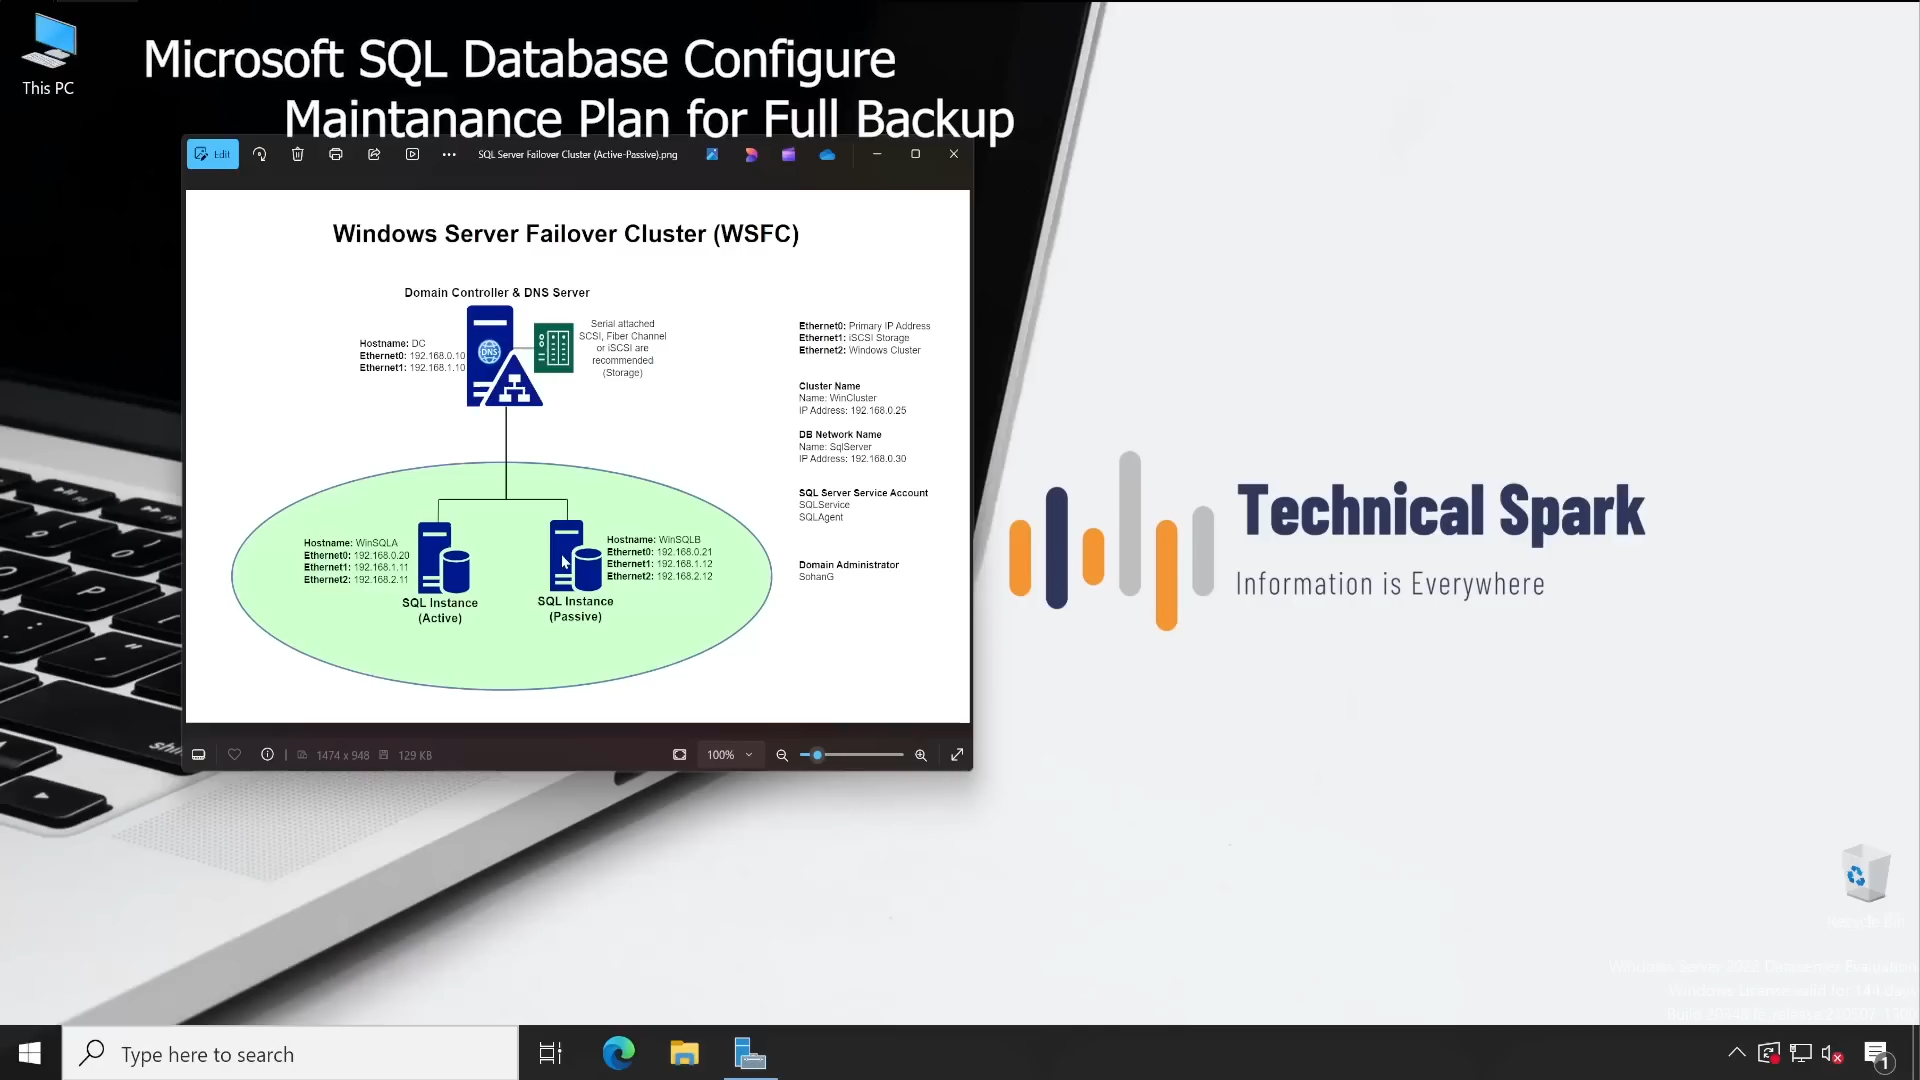 This PC
Microsoft SQL Database Configure
Maintanance Plan for Full Backup
Edit
SQL Server Failover Cluster (Active-Passive).png
Windows Server Failover Cluster (WSFC)
Domain Controller & DNS Server
Hostname: DC
Ethernet0: 192.168.0.10
Ethernet1: 192.168.1.10
DNS
Serial attached
SCSI, Fiber Channel
or iSCSI are
recommended
(Storage)
Ethernet0: Primary IP Address
Ethernet1: iSCSI Storage
Ethernet2: Windows Cluster
Cluster Name
Name: WinCluster
IP Address: 192.168.0.25
DB Network Name
Name: SqlServer
IP Address: 192.168.0.30
SQL Server Service Account
SQLService
SQLAgent
Domain Administrator
SohanG
Hostname: WinSQLA
Ethernet0: 192.168.0.20
Ethernet1: 192.168.1.11
Ethernet2: 192.168.2.11
SQL Instance
(Active)
Hostname: WinSQLB
Ethernet0: 192.168.0.21
Ethernet1: 192.168.1.12
Ethernet2: 192.168.2.12
SQL Instance
(Passive)
1474 x 948
129 KB
100%
Technical Spark
Information is Everywhere
Recycle Bin
Type here to search
1